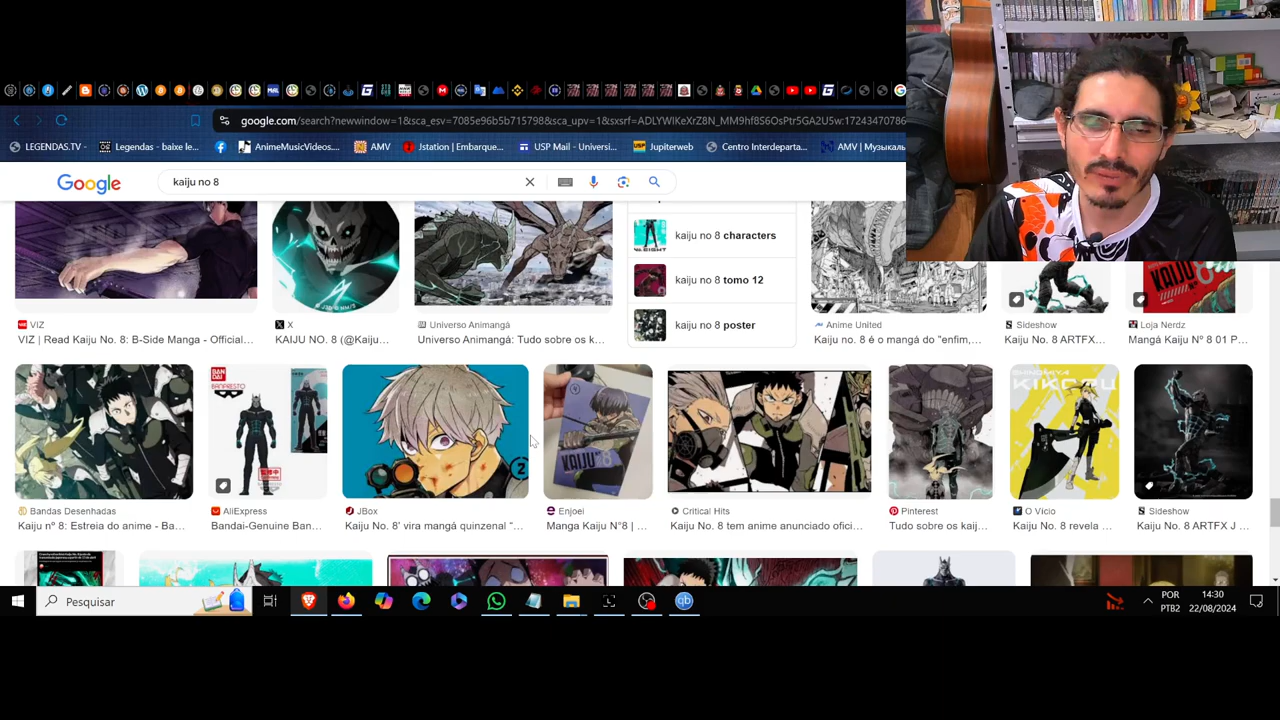 google.com/search?newwindow=1&sca_esv=7085e96b5b715798&sca_upv=1&sxsrf=ADLYWIKeXrZ8N_MM9hf8S6OsPtr5GA2U5w:17243470786
LEGENDAS.TV -
Legendas - baixe le...
AnimeMusicVideos....
AMV
Jstation | Embarque...
USP Mail - Universi...
Jupiterweb
Centro Interdeparta...
AMV | Музыкаль
Google
kaiju no 8
kaiju no 8 characters
kaiju no 8 tomo 12
kaiju no 8 poster
VIZ
VIZ | Read Kaiju No. 8: B-Side Manga - Official...
X
KAIJU NO. 8 (@Kaiju...
Universo Animangá
Universo Animangá: Tudo sobre os k...
Anime United
Kaiju no. 8 é o mangá do "enfim,...
Sideshow
Kaiju No. 8 ARTFX...
Loja Nerdz
Mangá Kaiju Nº 8 01 P...
BANDAI
BANPRESTO
2
KAIJU Nº8
SHINOMIYA
KIKORU
Bandas Desenhadas
Kaiju nº 8: Estreia do anime - Ba...
AliExpress
Bandai-Genuine Ban...
JBox
Kaiju No. 8' vira mangá quinzenal "...
Enjoei
Manga Kaiju N°8 | ...
Critical Hits
Kaiju No. 8 tem anime anunciado ofici...
Pinterest
Tudo sobre os kaij...
O Vício
Kaiju No. 8 revela ...
Sideshow
Kaiju No. 8 ARTFX J ...
Pesquisar
POR
PTB2
14:30
22/08/2024